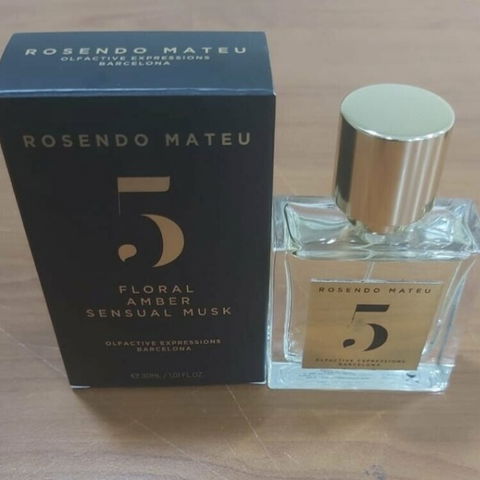 ROSENDO MATEU
OLFACTIVE EXPRESSIONS
BARCELONA
ROSENDO MATEU
5
FLORAL
AMBER
SENSUAL MUSK
OLFACTIVE EXPRESSIONS
BARCELONA
℮ 30ML / 1.01 FL.OZ.
ROSENDO MATEU
5
OLFACTIVE EXPRESSIONS
BARCELONA